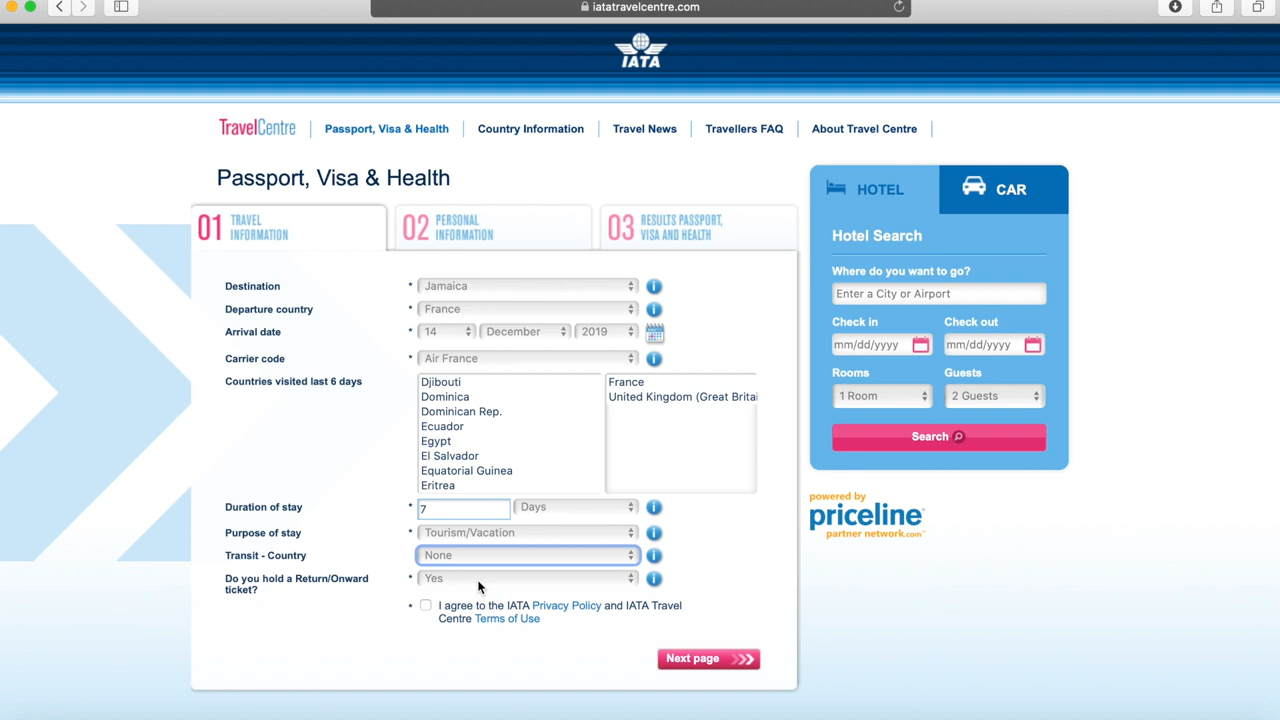 iatatravelcentre.com
IATA
TravelCentre
Passport, Visa & Health
Country Information
Travel News
Travellers FAQ
About Travel Centre
Passport, Visa & Health
01 TRAVEL
INFORMATION
02 PERSONAL
INFORMATION
03 RESULTS PASSPORT,
VISA AND HEALTH
Destination * Jamaica
Departure country * France
Arrival date * 14 December 2019
Carrier code * Air France
Countries visited last 6 days
Djibouti
Dominica
Dominican Rep.
Ecuador
Egypt
El Salvador
Equatorial Guinea
Eritrea
France
United Kingdom (Great Britai
Duration of stay * 7 Days
Purpose of stay * Tourism/Vacation
Transit - Country None
Do you hold a Return/Onward
ticket?
* Yes
* I agree to the IATA Privacy Policy and IATA Travel
Centre Terms of Use
Next page
HOTEL
CAR
Hotel Search
Where do you want to go?
Enter a City or Airport
Check in
Check out
mm/dd/yyyy
mm/dd/yyyy
Rooms
Guests
1 Room
2 Guests
Search
powered by
priceline
partner network.com